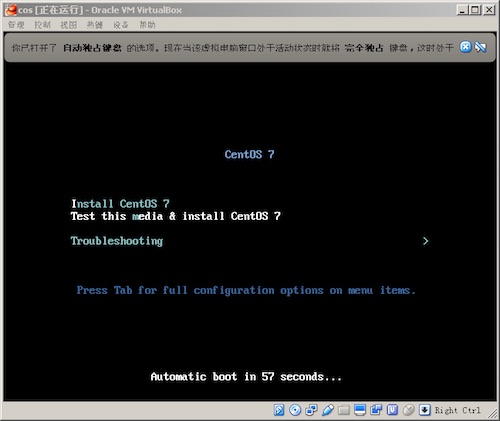 cos [正在运行] - Oracle VM VirtualBox
管理 控制 视图 热键 设备 帮助
你已打开了 自动独占键盘 的选项。现在当该虚拟电脑窗口处于活动状态时就将 完全独占 键盘，这时处于
CentOS 7
Install CentOS 7
Test this media & install CentOS 7
Troubleshooting >
Press Tab for full configuration options on menu items.
Automatic boot in 57 seconds...
Right Ctrl